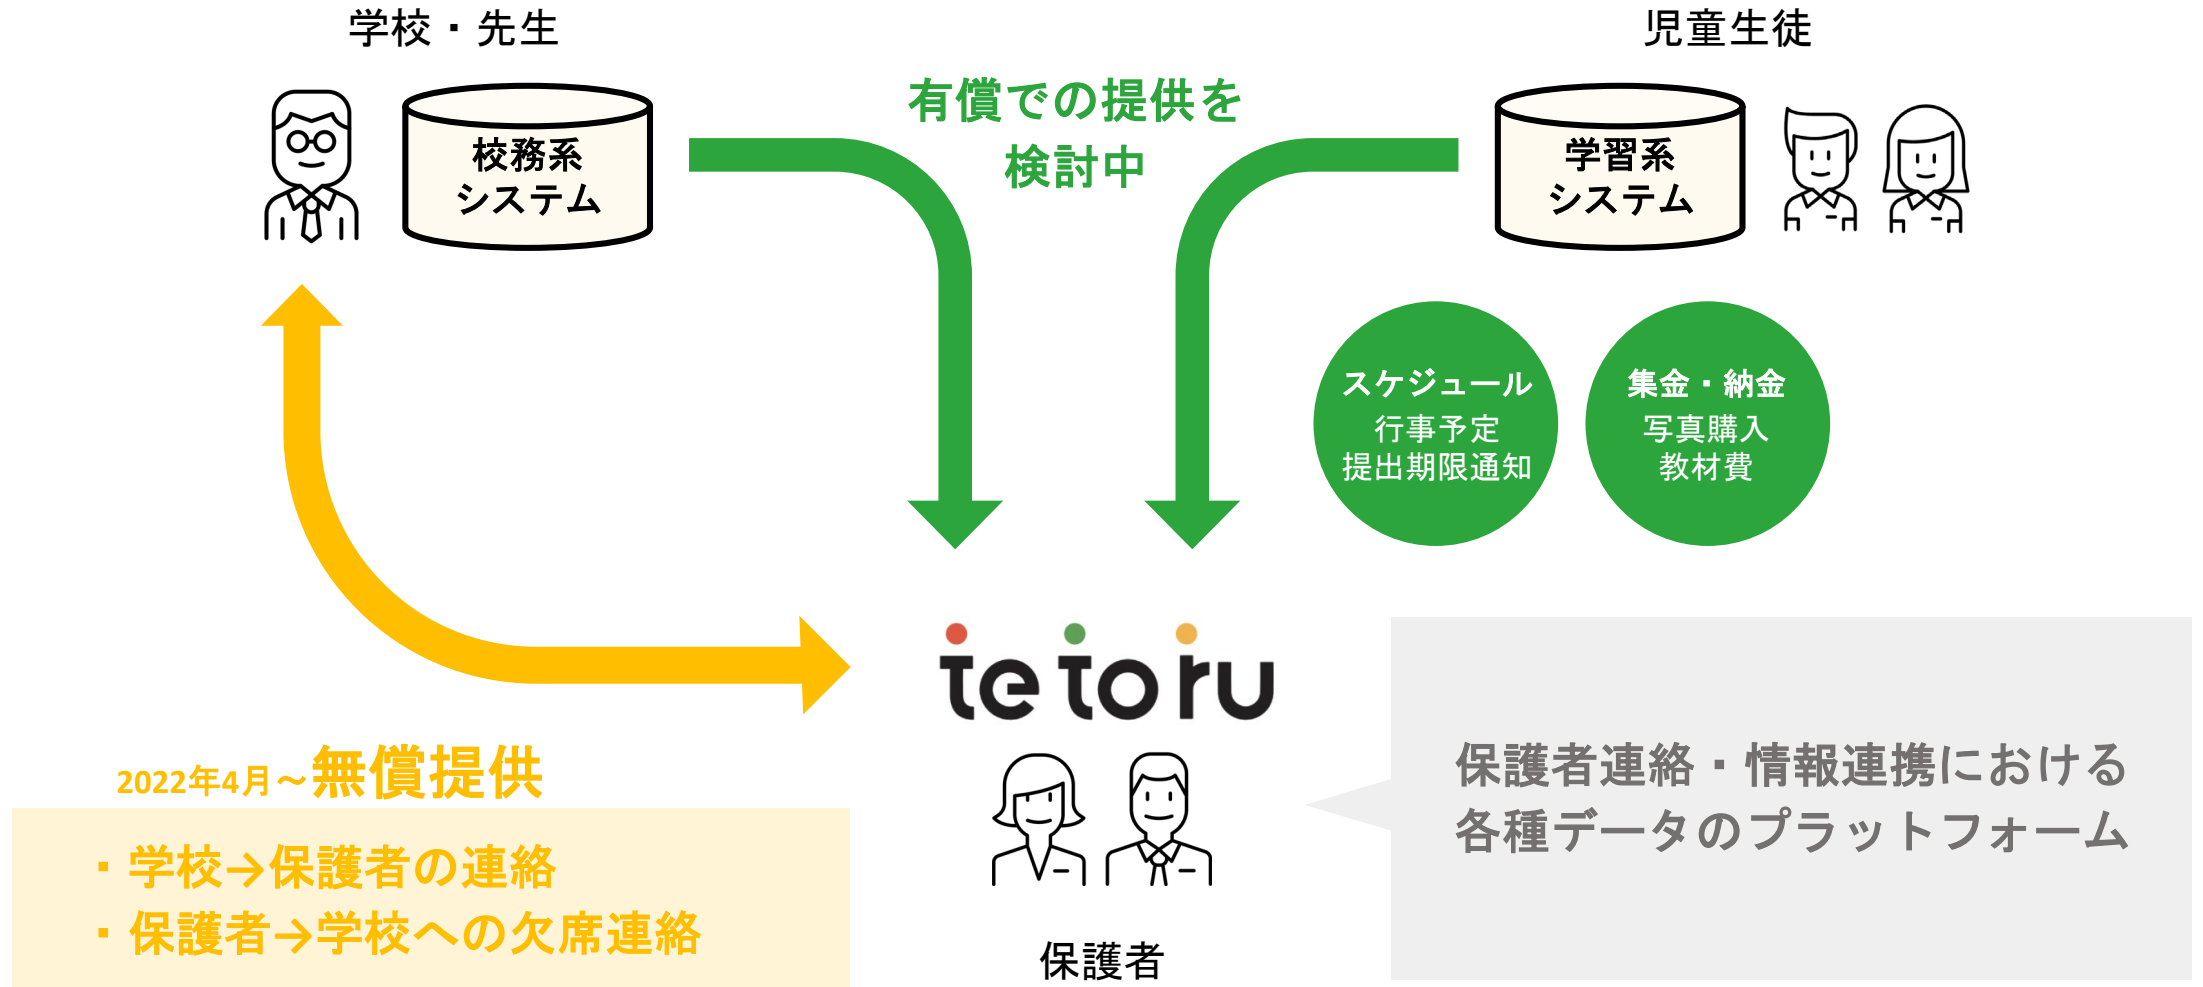 学校・先生
児童生徒
有償での提供を
検討中
校務系
システム
学習系
システム
スケジュール
行事予定
提出期限通知
集金・納金
写真購入
教材費
tetoru
2022年4月～無償提供
・学校→保護者の連絡
・保護者→学校への欠席連絡
保護者
保護者連絡・情報連携における
各種データのプラットフォーム